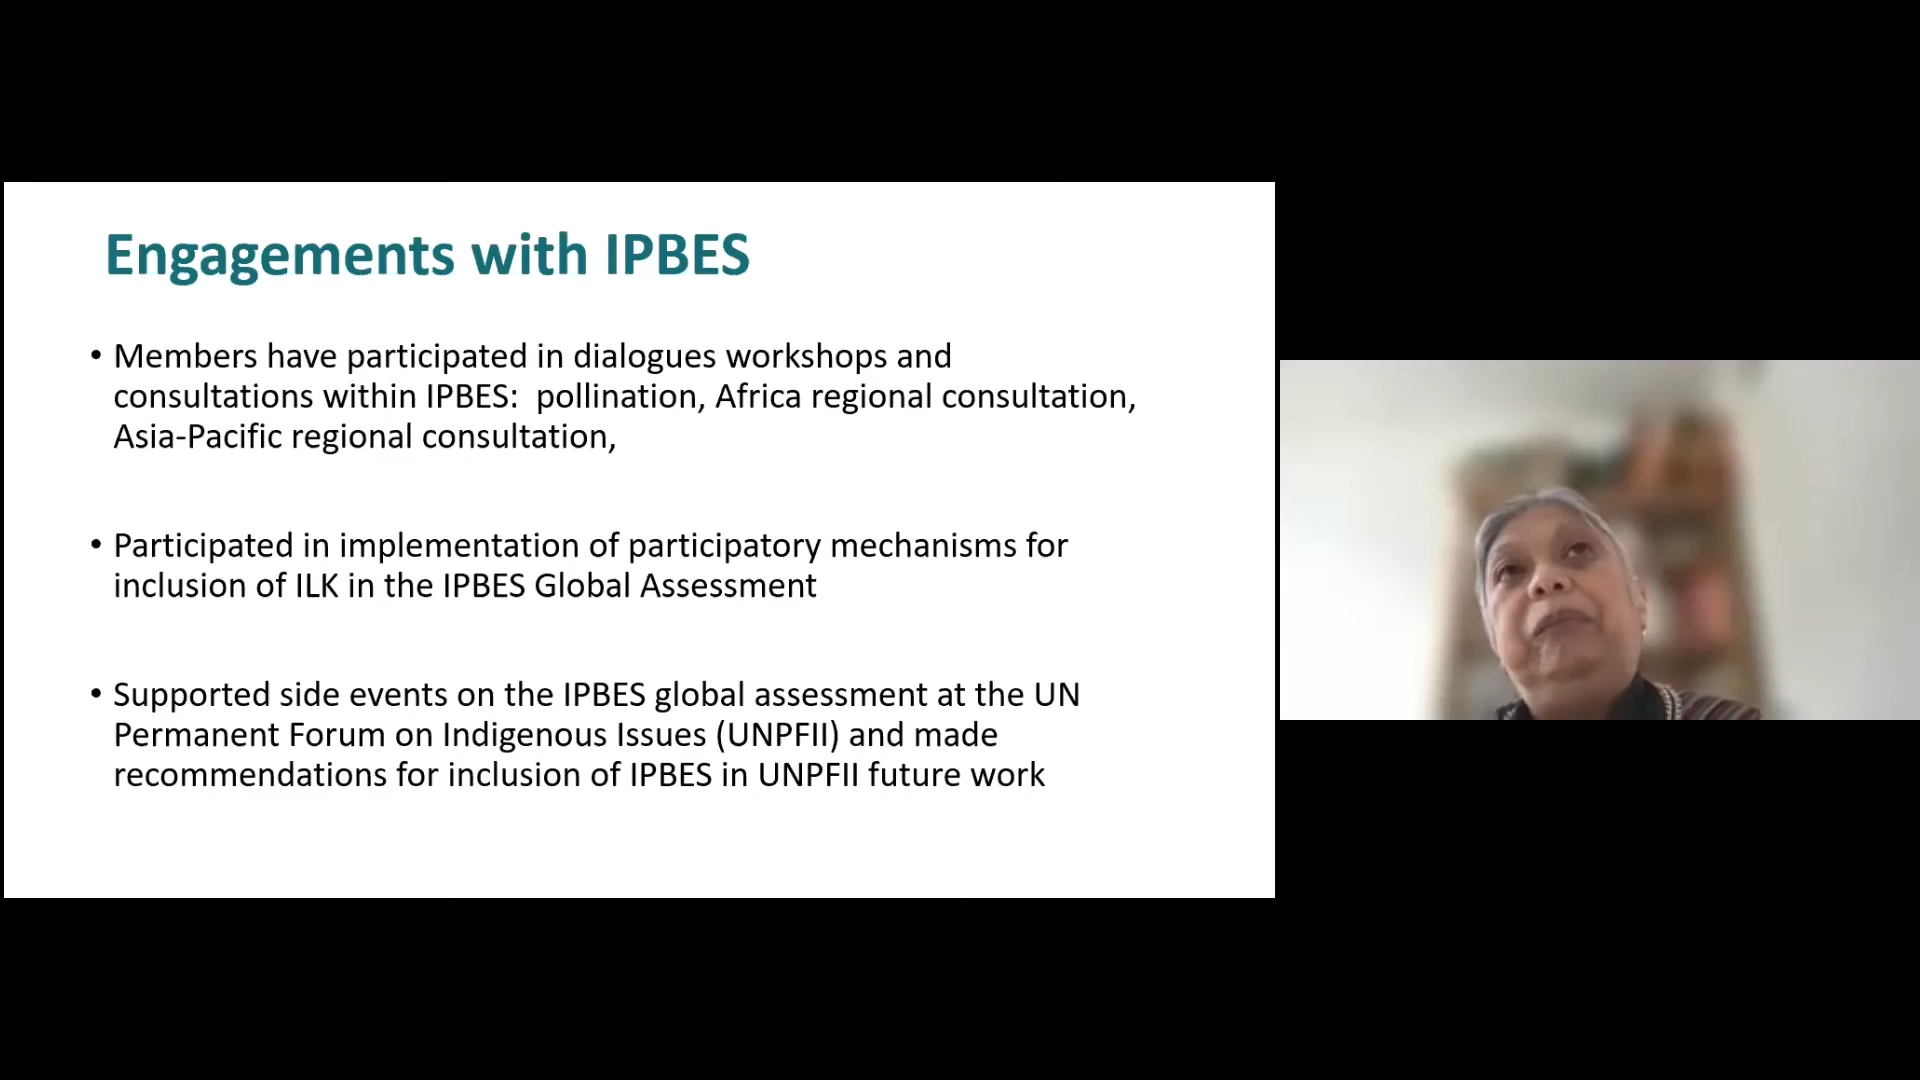 Engagements with IPBES
• Members have participated in dialogues workshops and
consultations within IPBES:  pollination, Africa regional consultation,
Asia-Pacific regional consultation,
• Participated in implementation of participatory mechanisms for
inclusion of ILK in the IPBES Global Assessment
• Supported side events on the IPBES global assessment at the UN
Permanent Forum on Indigenous Issues (UNPFII) and made
recommendations for inclusion of IPBES in UNPFII future work